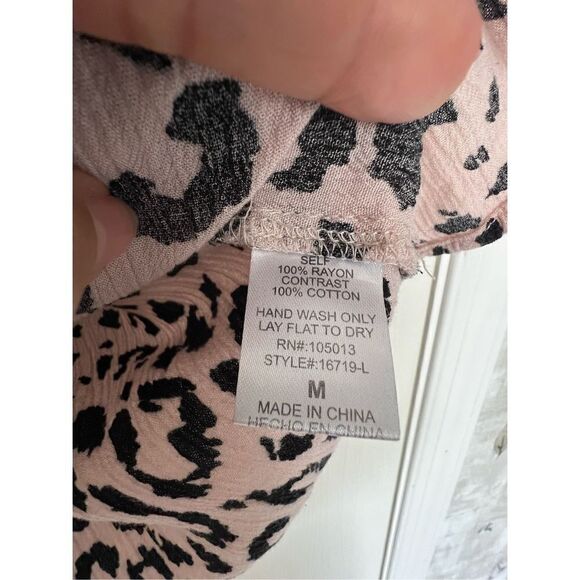 SELF
100% RAYON
CONTRAST
100% COTTON
HAND WASH ONLY
LAY FLAT TO DRY
RN#:105013
STYLE#:16719-L
M
MADE IN CHINA
HECHO EN CHINA